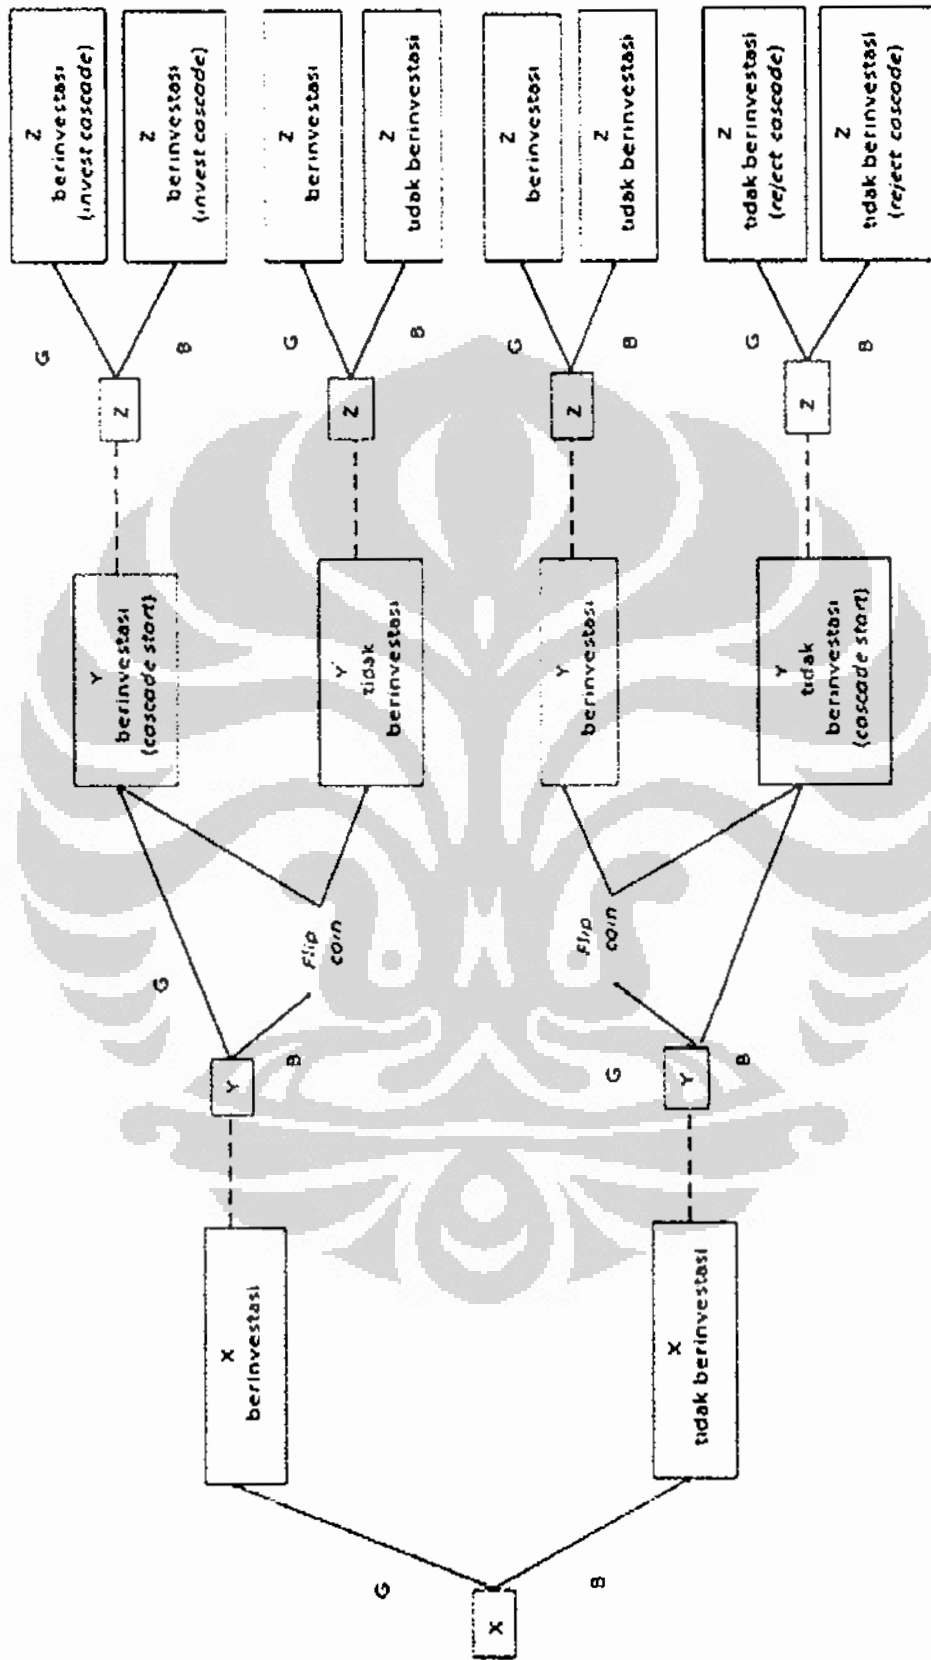 X
G
B
X
berinvestasi
X
tidak berinvestasi
Y
G
B
Flip
coin
Y
G
B
Flip
coin
Y
berinvestasi
(cascade start)
Y
tidak
berinvestasi
Y
berinvestasi
Y
tidak
berinvestasi
(cascade start)
Z
G
B
Z
G
B
Z
G
B
Z
G
B
Z
berinvestasi
(invest cascade)
Z
berinvestasi
(invest cascade)
Z
berinvestasi
Z
tidak berinvestasi
Z
berinvestasi
Z
tidak berinvestasi
Z
tidak berinvestasi
(reject cascade)
Z
tidak berinvestasi
(reject cascade)